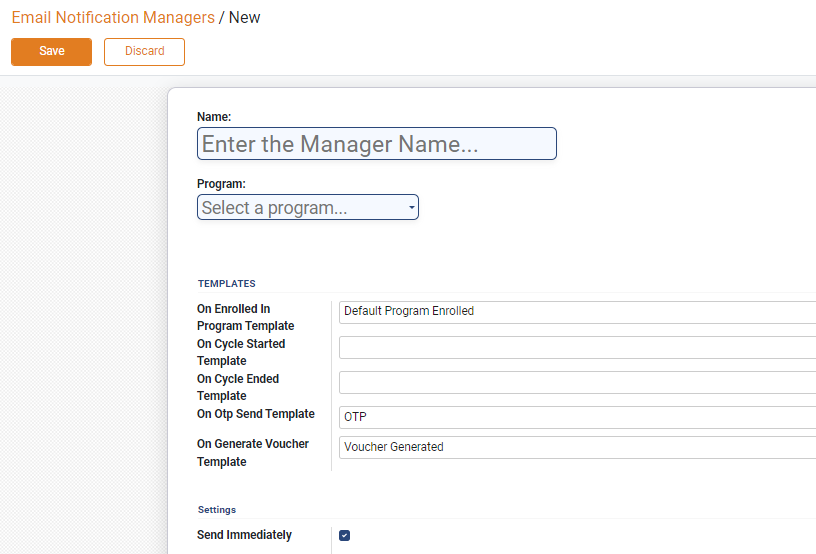 Email Notification Managers / New
Save Discard
Name:
Enter the Manager Name...
Program:
Select a program...
TEMPLATES
On Enrolled In
Program Template
Default Program Enrolled
On Cycle Started
Template
On Cycle Ended
Template
On Otp Send Template
OTP
On Generate Voucher
Template
Voucher Generated
Settings
Send Immediately